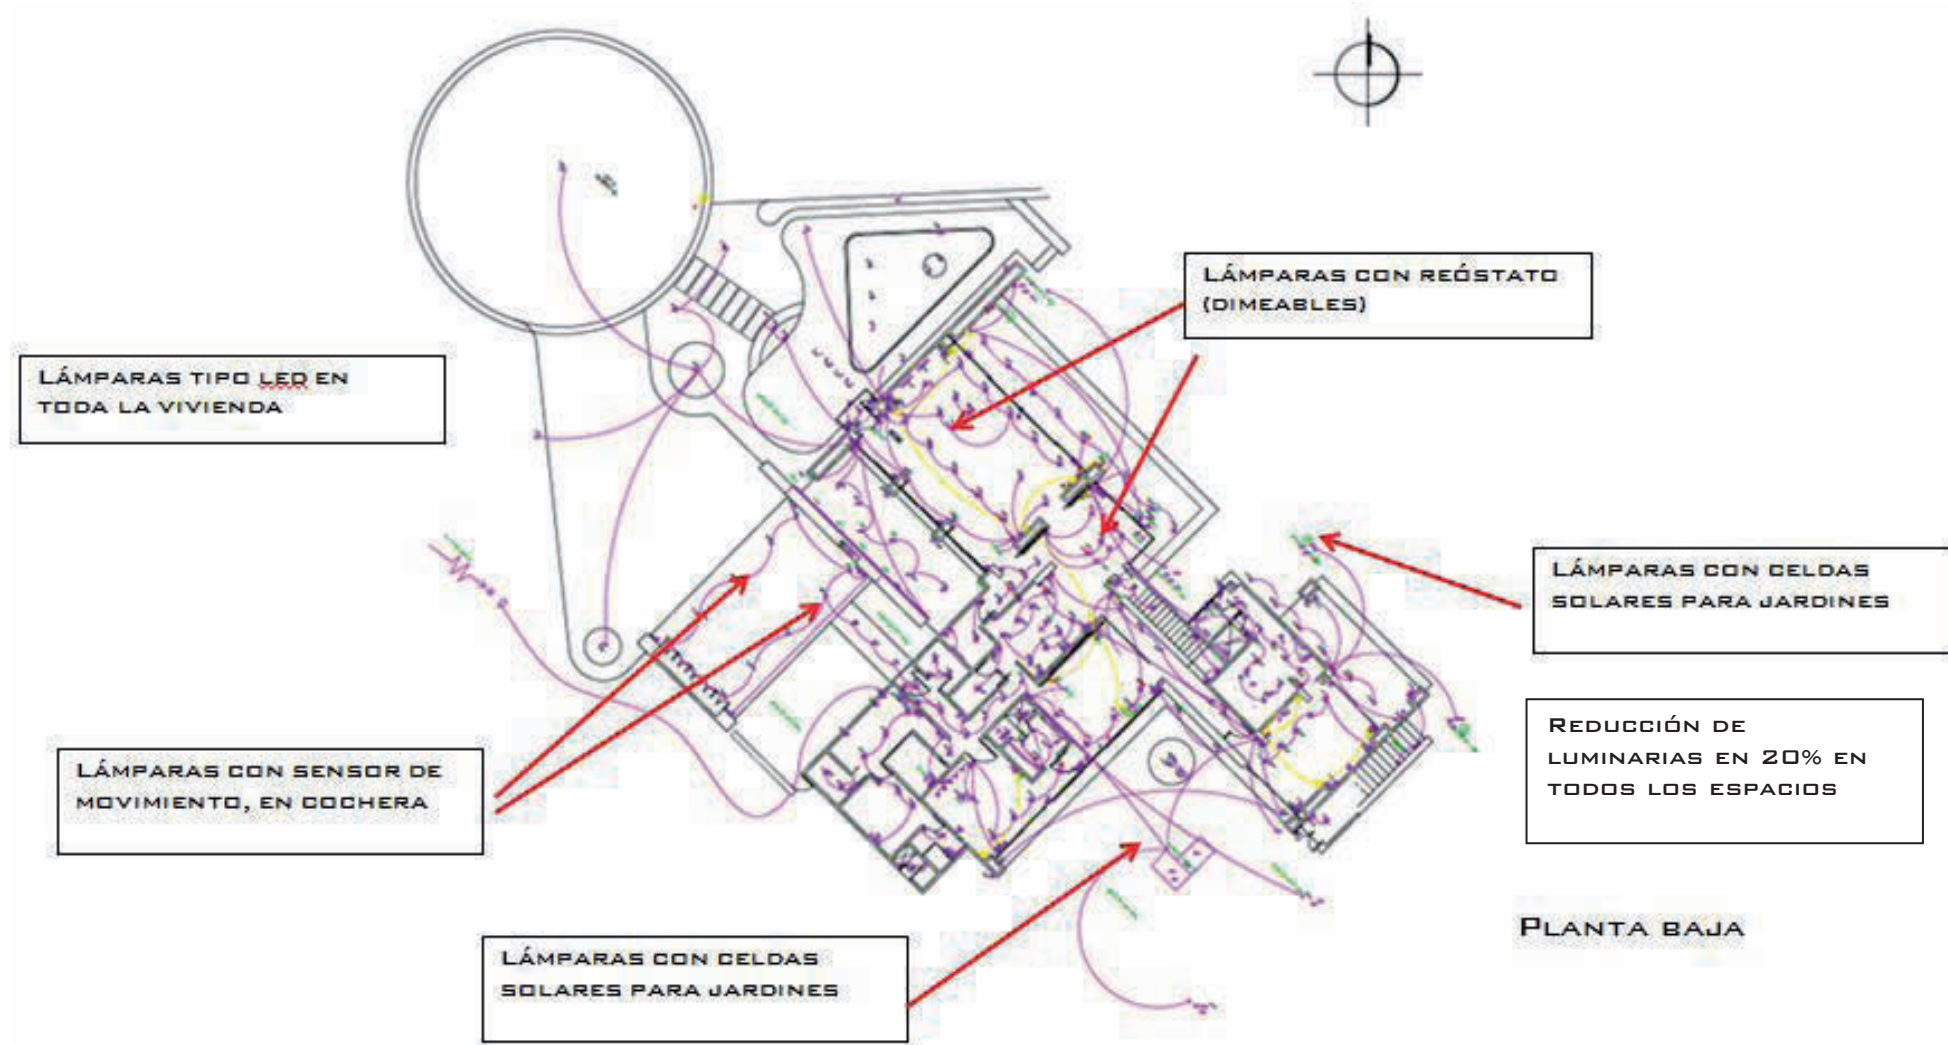 LÁMPARAS CON REÓSTATO
(DIMEABLES)
LÁMPARAS TIPO LED EN
TODA LA VIVIENDA
LÁMPARAS CON CELDAS
SOLARES PARA JARDINES
REDUCCIÓN DE
LUMINARIAS EN 20% EN
TODOS LOS ESPACIOS
LÁMPARAS CON SENSOR DE
MOVIMIENTO, EN COCHERA
PLANTA BAJA
LÁMPARAS CON CELDAS
SOLARES PARA JARDINES